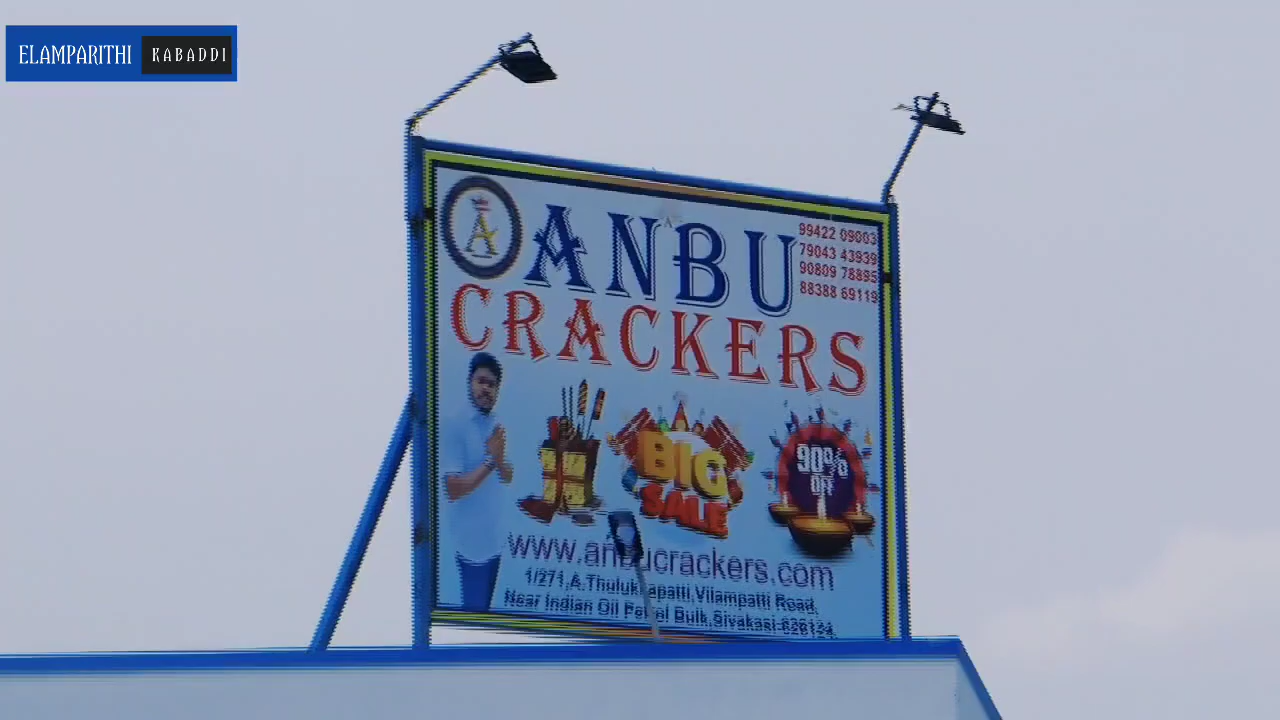 ELAMPARITHI KABADDI
A
ANBU
99422 09003
79043 43939
90809 78895
88388 69119
CRACKERS
BIG
SALE
90%
OFF
www.anbucrackers.com
1/271,A.Thulukkapatti,Vilampatti Road,
Near Indian Oil Petrol Bulk,Sivakasi-626124.